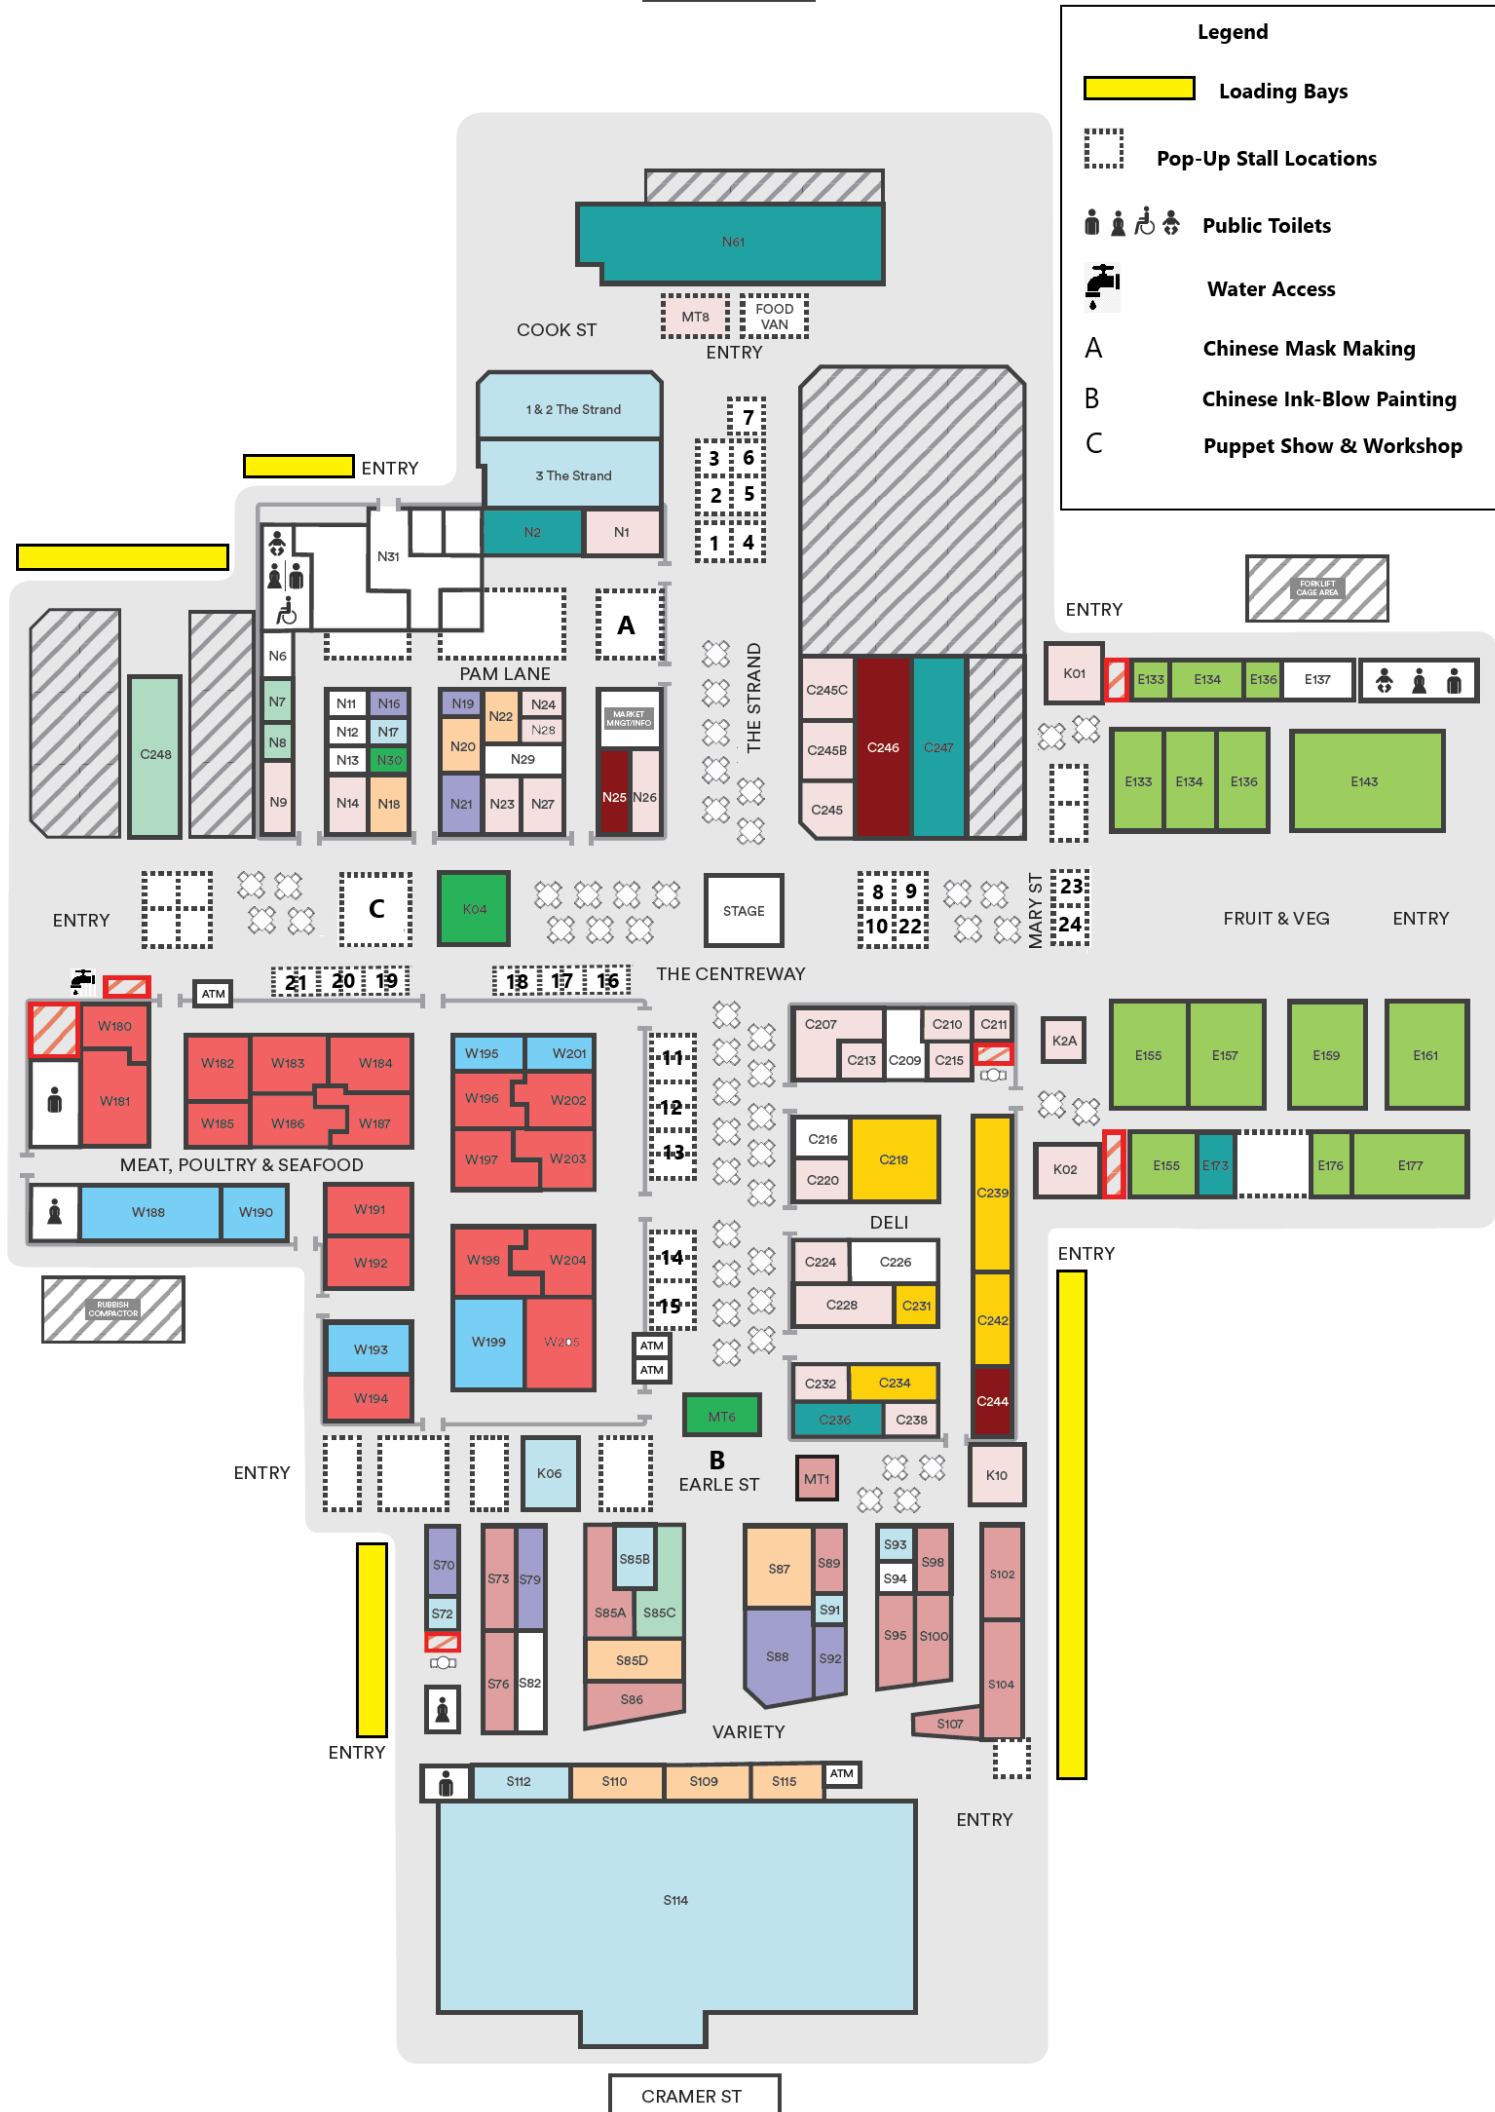 Legend
Loading Bays
Pop-Up Stall Locations
Public Toilets
Water Access
A Chinese Mask Making
B Chinese Ink-Blow Painting
C Puppet Show & Workshop
N61
MT8
FOOD
VAN
COOK ST
ENTRY
1 & 2 The Strand
7
3 6
ENTRY
3 The Strand
2 5
N2 N1
1 4
N31
FORKLIFT
CAGE AREA
ENTRY
A
N6
PAM LANE
THE STRAND
K01
E133 E134 E136 E137
C245C
N7
N11 N16 N19 N22 N24
MARKET
MNGT/INFO
N12 N17 N28
N8
C248
N20
C245B C246 C247
N13 N30 N29
E133 E134 E136 E143
N9 N14 N18 N21 N23 N27 N25 N26
C245
8 9
MARY ST
23
C
K04
STAGE
ENTRY
10 22
24
FRUIT & VEG
ENTRY
THE CENTREWAY
21 20 19 18 17 16
ATM
W180
C207 C210 C211
K2A
W195 W201
11
C213 C209 C215
E155 E157 E159 E161
W182 W183 W184
W181
W196 W202
12
W185 W186 W187
C216
13
C218
W197 W203
MEAT, POULTRY & SEAFOOD
C220
K02
E155 E173 E176 E177
C239
W188 W190 W191
DELI
ENTRY
W192
W198 W204
14
C224 C226
RUBBISH
COMPACTOR
15
C228 C231
C242
W193
W199 W205
ATM
ATM
C232 C234
W194
C244
MT6
C236 C238
B
ENTRY
K06
EARLE ST
MT1
K10
S70 S73 S79
S85B
S87 S89
S93
S98
S102
S94
S72
S85A S85C
S91
S95 S100
S88 S92
S85D
S76 S82
S86
S104
S107
VARIETY
ENTRY
S112 S110 S109 S115
ATM
ENTRY
S114
CRAMER ST